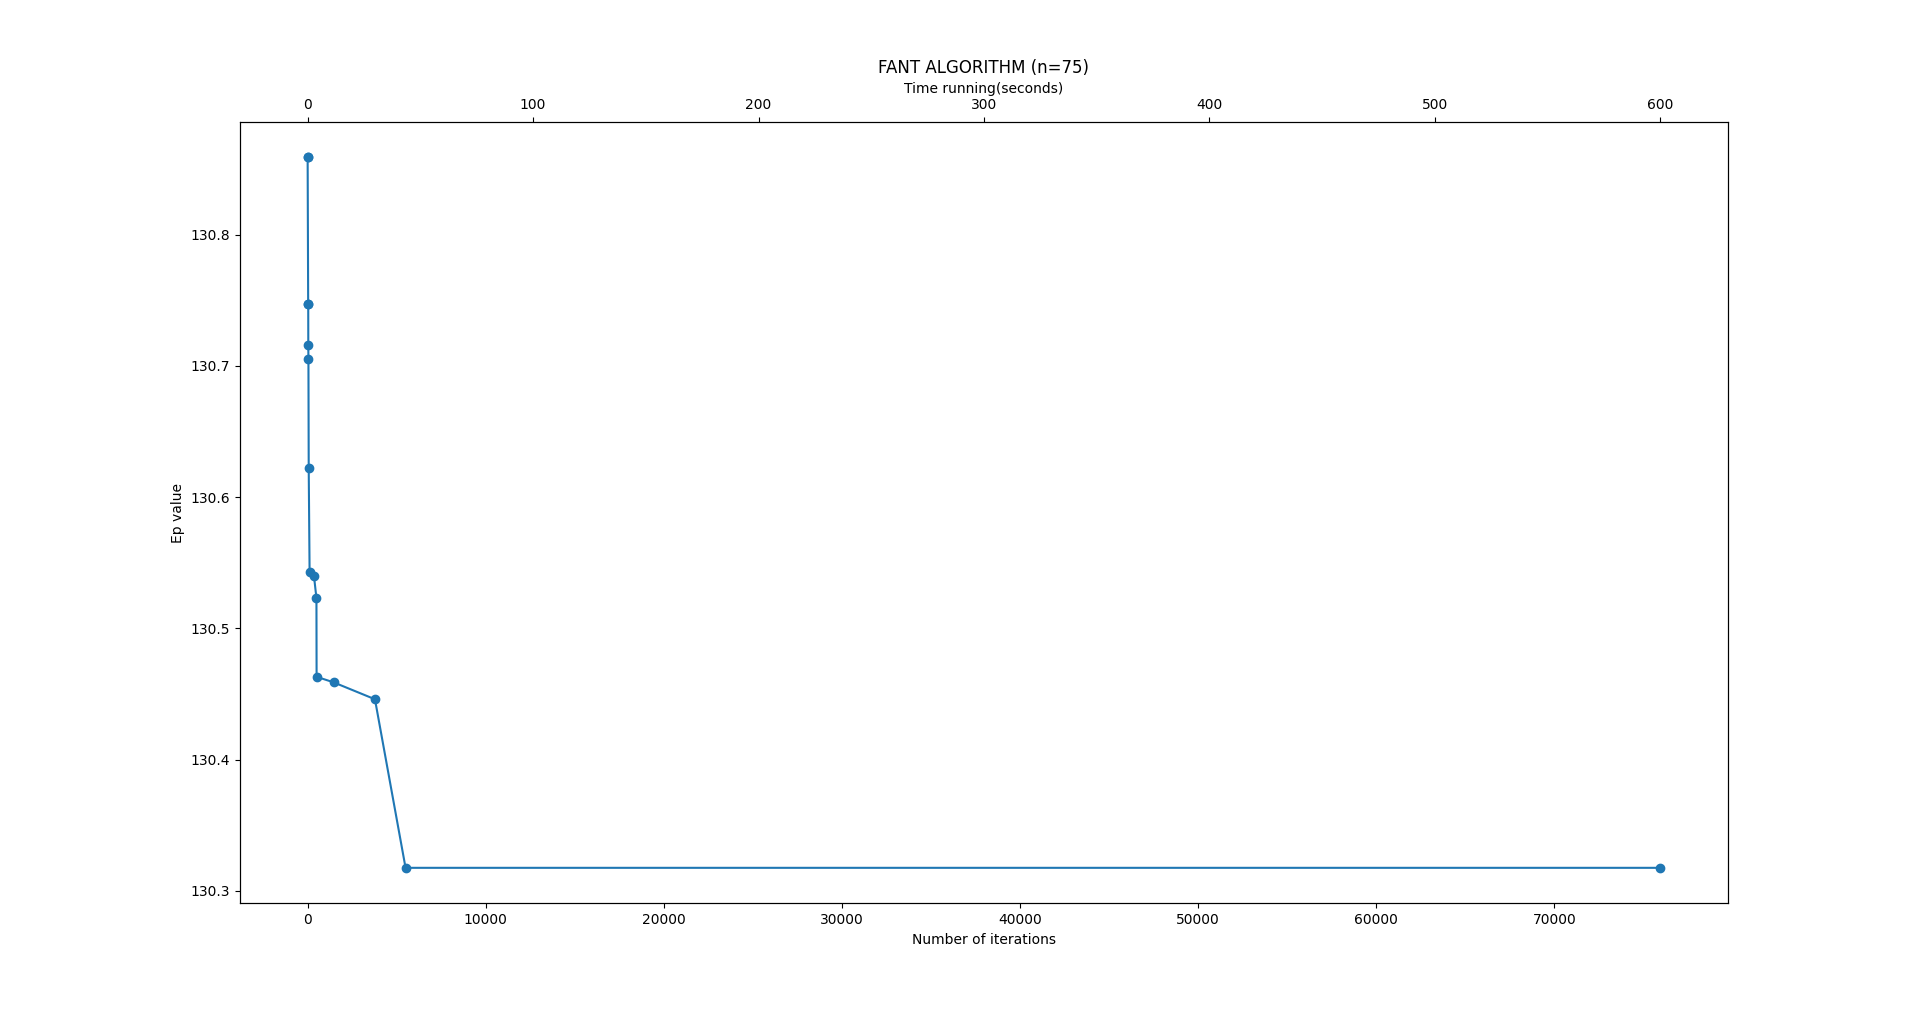 FANT ALGORITHM (n=75)
Time running(seconds)
0 100 200 300 400 500 600
130.8
130.7
130.6
130.5
130.4
130.3
Ep value
0 10000 20000 30000 40000 50000 60000 70000
Number of iterations